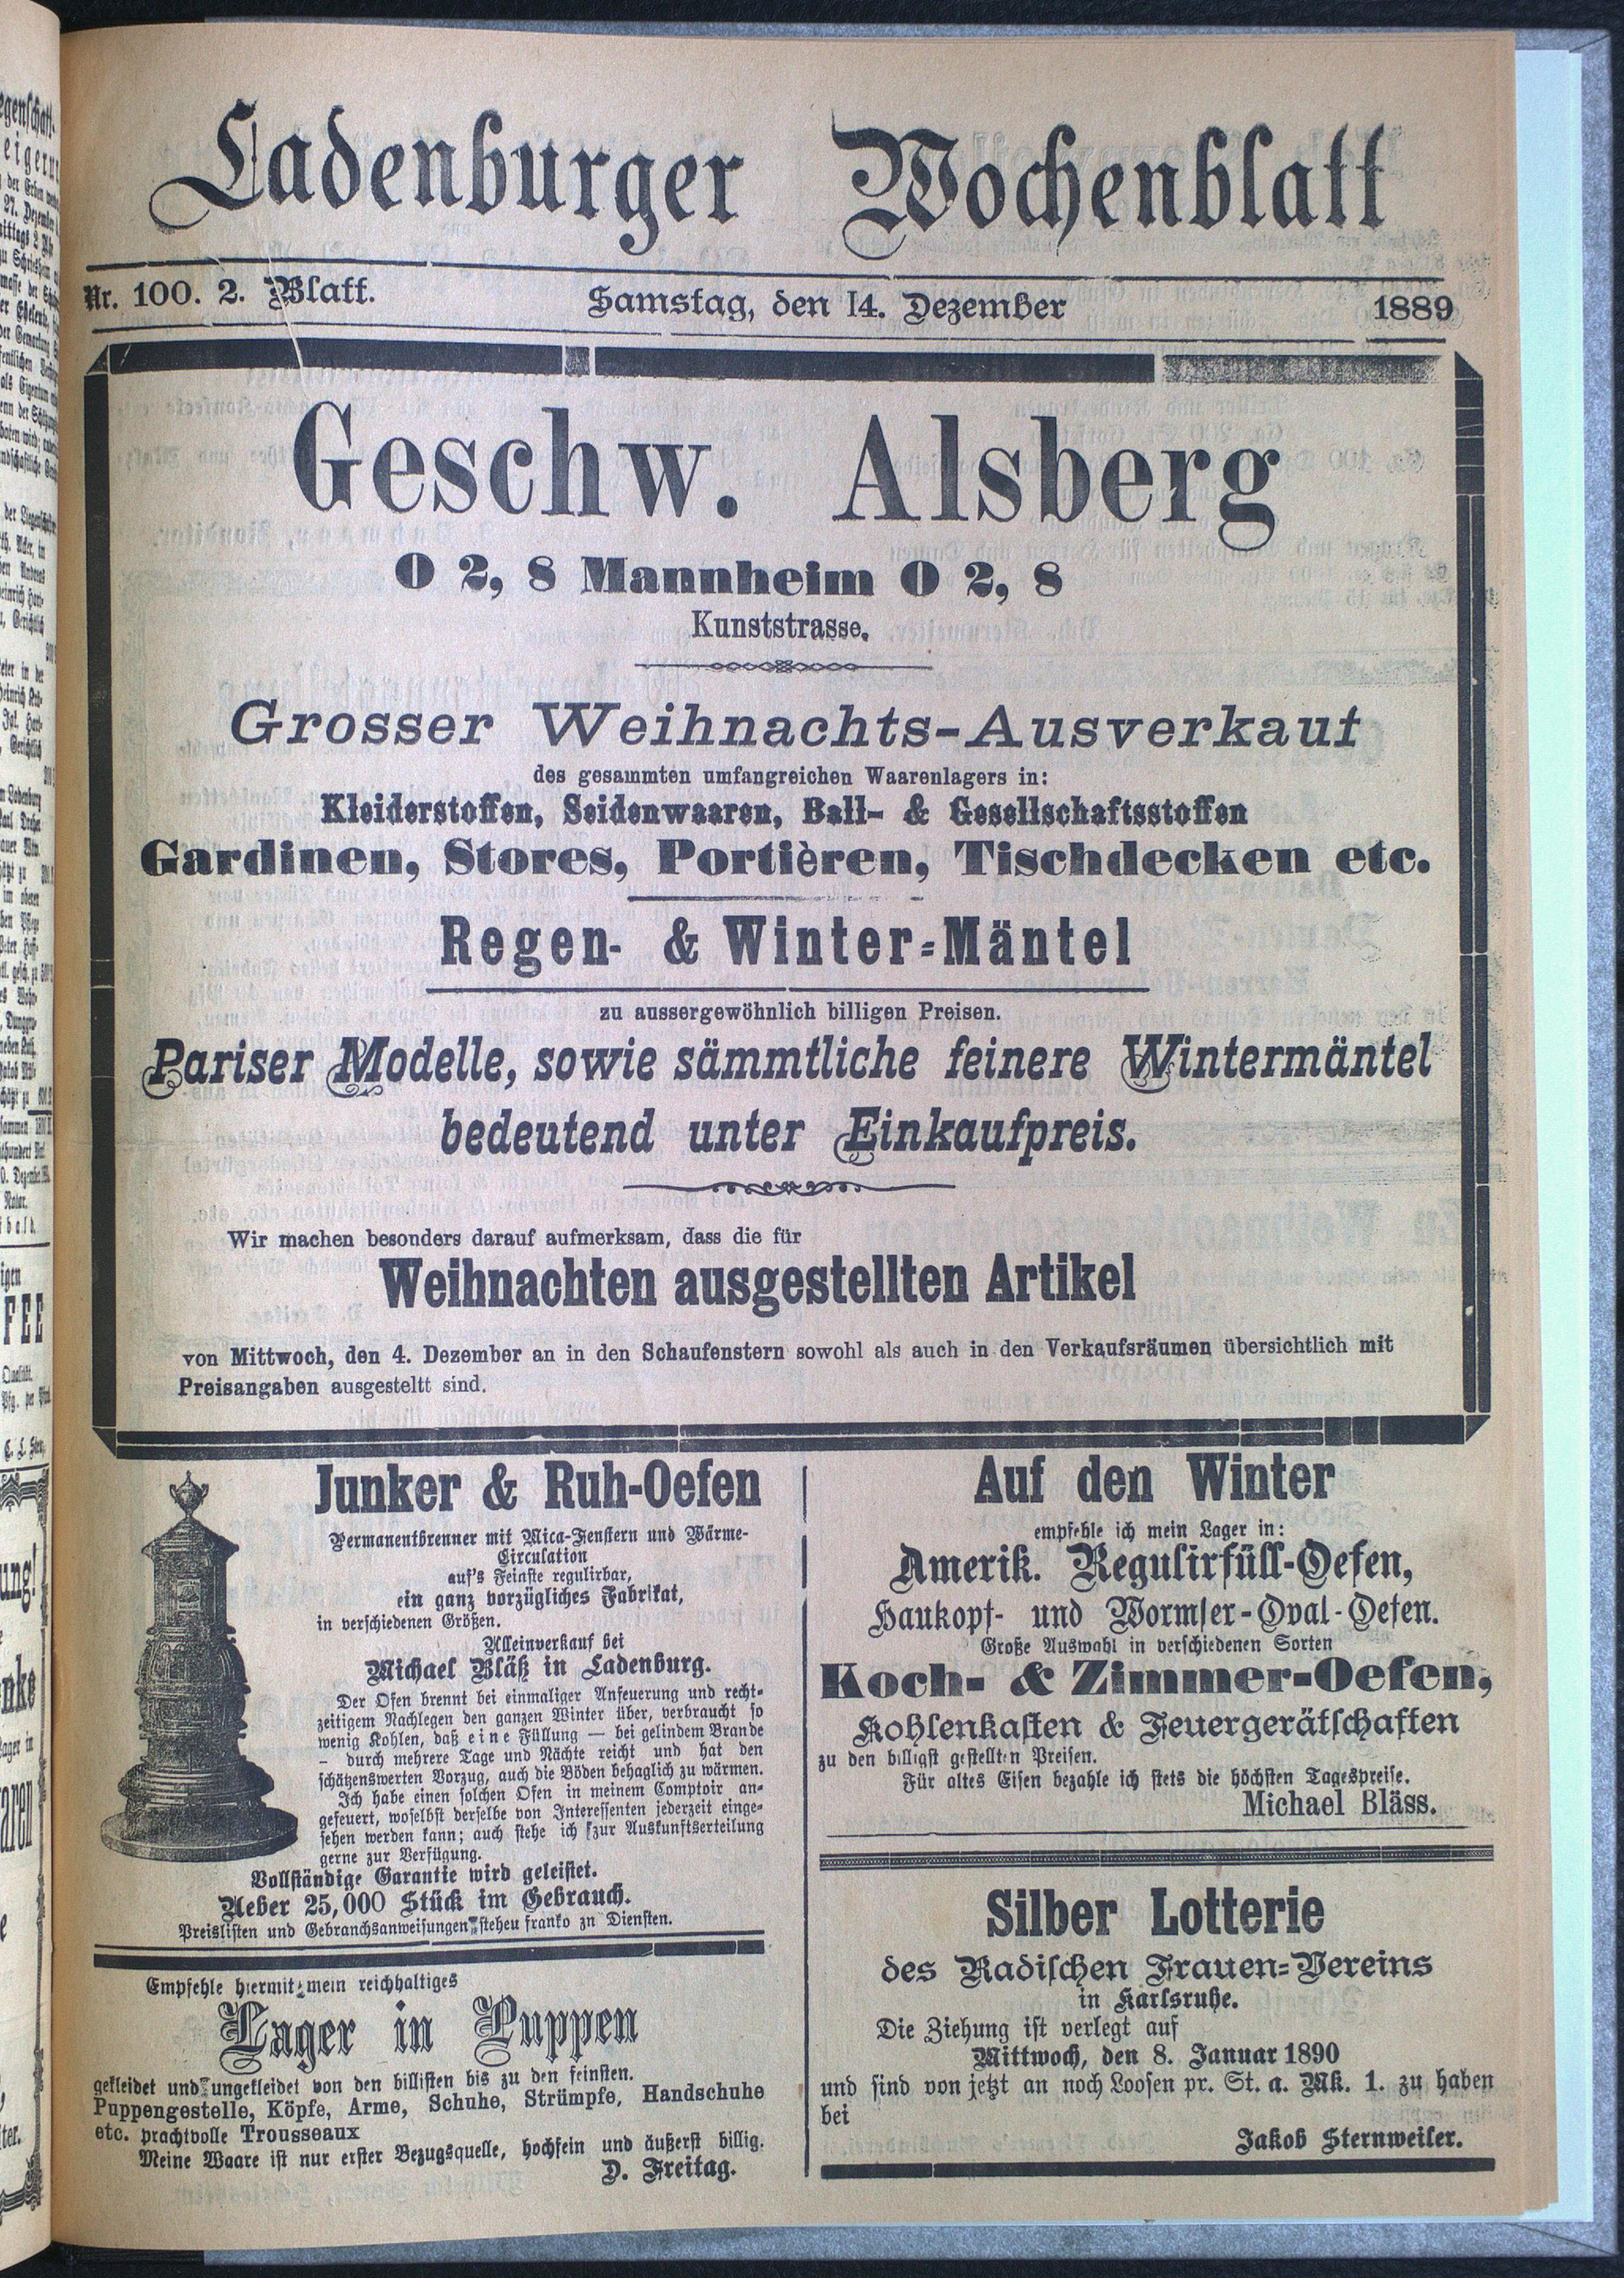 Ladenburger Wochenblatt
Nr. 100. 2. Blatt.
Samstag, den 14. Dezember
1889
Geschw. Alsberg
O 2, 8 Mannheim O 2, 8
Kunststrasse.
Grosser Weihnachts-Ausverkauf
des gesammten umfangreichen Waarenlagers in:
Kleiderstoffen, Seidenwaaren, Ball- & Gesellschaftsstoffen
Gardinen, Stores, Portièren, Tischdecken etc.
Regen- & Winter-Mäntel
zu aussergewöhnlich billigen Preisen.
Pariser Modelle, sowie sämmtliche feinere Wintermäntel
bedeutend unter Einkaufpreis.
Wir machen besonders darauf aufmerksam, dass die für
Weihnachten ausgestellten Artikel
von Mittwoch, den 4. Dezember an in den Schaufenstern sowohl als auch in den Verkaufsräumen übersichtlich mit
Preisangaben ausgesteltt sind.
Junker & Ruh-Oefen
Permanentbrenner mit Mica-Fenstern und Wärme-
Circulation
auf's Feinste regulirbar,
ein ganz vorzügliches Fabrikat,
in verschiedenen Größen.
Alleinverkauf bei
Michael Bläß in Ladenburg.
Der Ofen brennt bei einmaliger Anfeuerung und recht-
zeitigem Nachlegen den ganzen Winter über, verbraucht so
wenig Kohlen, daß eine Füllung — bei gelindem Brande
– durch mehrere Tage und Nächte reicht und hat den
schätzenswerten Vorzug, auch die Böden behaglich zu wärmen.
Ich habe einen solchen Ofen in meinem Comptoir an-
gefeuert, woselbst derselbe von Interessenten jederzeit einge-
sehen werden kann; auch stehe ich zur Auskunftserteilung
gerne zur Verfügung.
Vollständige Garantie wird geleistet.
Ueber 25,000 Stück im Gebrauch.
Preislisten und Gebrauchsanweisungen steheu franko zn Diensten.
Empfehle hiermit mein reichhaltiges
Lager in Puppen
gekleidet und ungekleidet von den billisten bis zu den feinsten.
Puppengestelle, Köpfe, Arme, Schuhe, Strümpfe, Handschuhe
etc. prachtvolle Trousseaux
Meine Waare ist nur erster Bezugsquelle, hochfein und äußerst billig.
D. Freitag.
Auf den Winter
empfehle ich mein Lager in:
Amerik. Regulirfüll-Oefen,
Haukopf- und Wormser-Oval-Oefen.
Große Auswahl in verschiedenen Sorten
Koch- & Zimmer-Oefen,
Kohlenkasten & Feuergerätschaften
zu den billigst gestellten Preisen.
Für altes Eisen bezahle ich stets die höchsten Tagespreise.
Michael Bläss.
Silber Lotterie
des Badischen Frauen-Vereins
in Karlsruhe.
Die Ziehung ist verlegt auf
Mittwoch, den 8. Januar 1890
und sind von jetzt an noch Loosen pr. St. a. Mk. 1. zu haben
bei
Jakob Sternweiler.